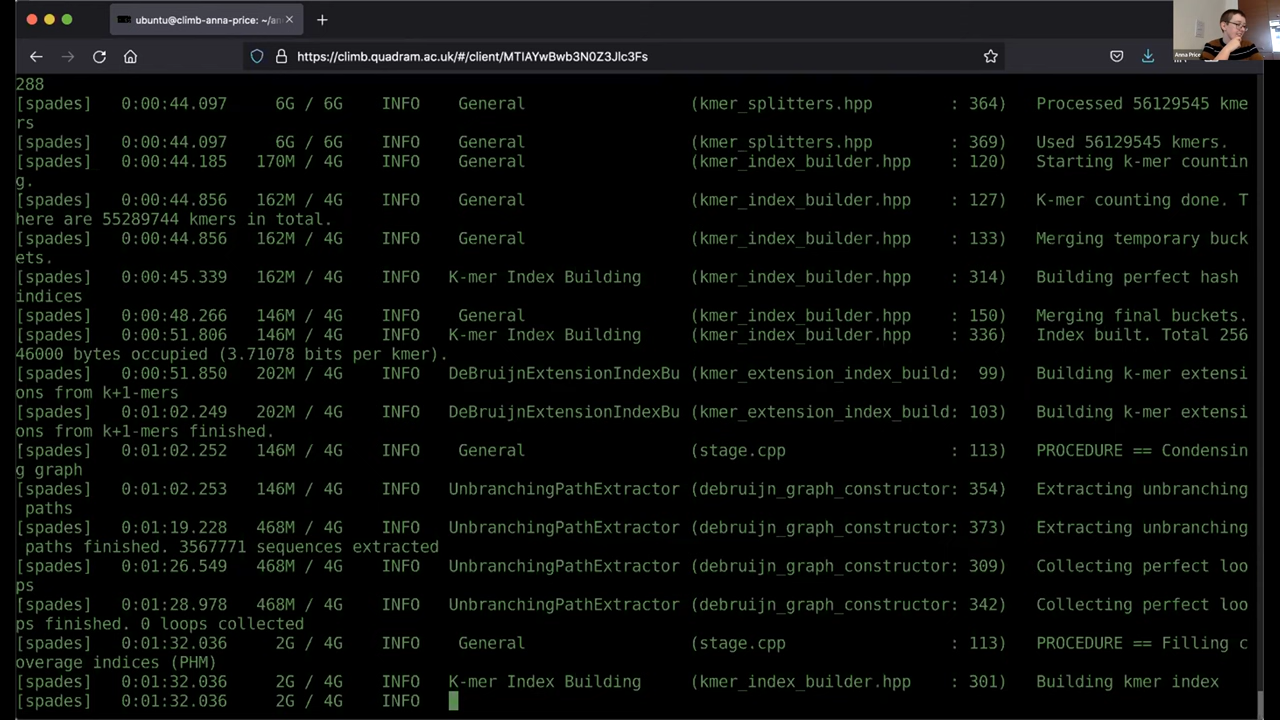 ubuntu@climb-anna-price: ~/an
https://climb.quadram.ac.uk/#/client/MTIAYwBwb3N0Z3Jlc3Fs
Anna Price
288
[spades] 0:00:44.097 6G / 6G INFO General (kmer_splitters.hpp : 364) Processed 56129545 kme
rs
[spades] 0:00:44.097 6G / 6G INFO General (kmer_splitters.hpp : 369) Used 56129545 kmers.
[spades] 0:00:44.185 170M / 4G INFO General (kmer_index_builder.hpp : 120) Starting k-mer countin
g.
[spades] 0:00:44.856 162M / 4G INFO General (kmer_index_builder.hpp : 127) K-mer counting done. T
here are 55289744 kmers in total.
[spades] 0:00:44.856 162M / 4G INFO General (kmer_index_builder.hpp : 133) Merging temporary buck
ets.
[spades] 0:00:45.339 162M / 4G INFO K-mer Index Building (kmer_index_builder.hpp : 314) Building perfect hash
indices
[spades] 0:00:48.266 146M / 4G INFO General (kmer_index_builder.hpp : 150) Merging final buckets.
[spades] 0:00:51.806 146M / 4G INFO K-mer Index Building (kmer_index_builder.hpp : 336) Index built. Total 256
46000 bytes occupied (3.71078 bits per kmer).
[spades] 0:00:51.850 202M / 4G INFO DeBruijnExtensionIndexBu (kmer_extension_index_build: 99) Building k-mer extensi
ons from k+1-mers
[spades] 0:01:02.249 202M / 4G INFO DeBruijnExtensionIndexBu (kmer_extension_index_build: 103) Building k-mer extensi
ons from k+1-mers finished.
[spades] 0:01:02.252 146M / 4G INFO General (stage.cpp : 113) PROCEDURE == Condensin
g graph
[spades] 0:01:02.253 146M / 4G INFO UnbranchingPathExtractor (debruijn_graph_constructor: 354) Extracting unbranching
paths
[spades] 0:01:19.228 468M / 4G INFO UnbranchingPathExtractor (debruijn_graph_constructor: 373) Extracting unbranching
paths finished. 3567771 sequences extracted
[spades] 0:01:26.549 468M / 4G INFO UnbranchingPathExtractor (debruijn_graph_constructor: 309) Collecting perfect loo
ps
[spades] 0:01:28.978 468M / 4G INFO UnbranchingPathExtractor (debruijn_graph_constructor: 342) Collecting perfect loo
ps finished. 0 loops collected
[spades] 0:01:32.036 2G / 4G INFO General (stage.cpp : 113) PROCEDURE == Filling c
overage indices (PHM)
[spades] 0:01:32.036 2G / 4G INFO K-mer Index Building (kmer_index_builder.hpp : 301) Building kmer index
[spades] 0:01:32.036 2G / 4G INFO